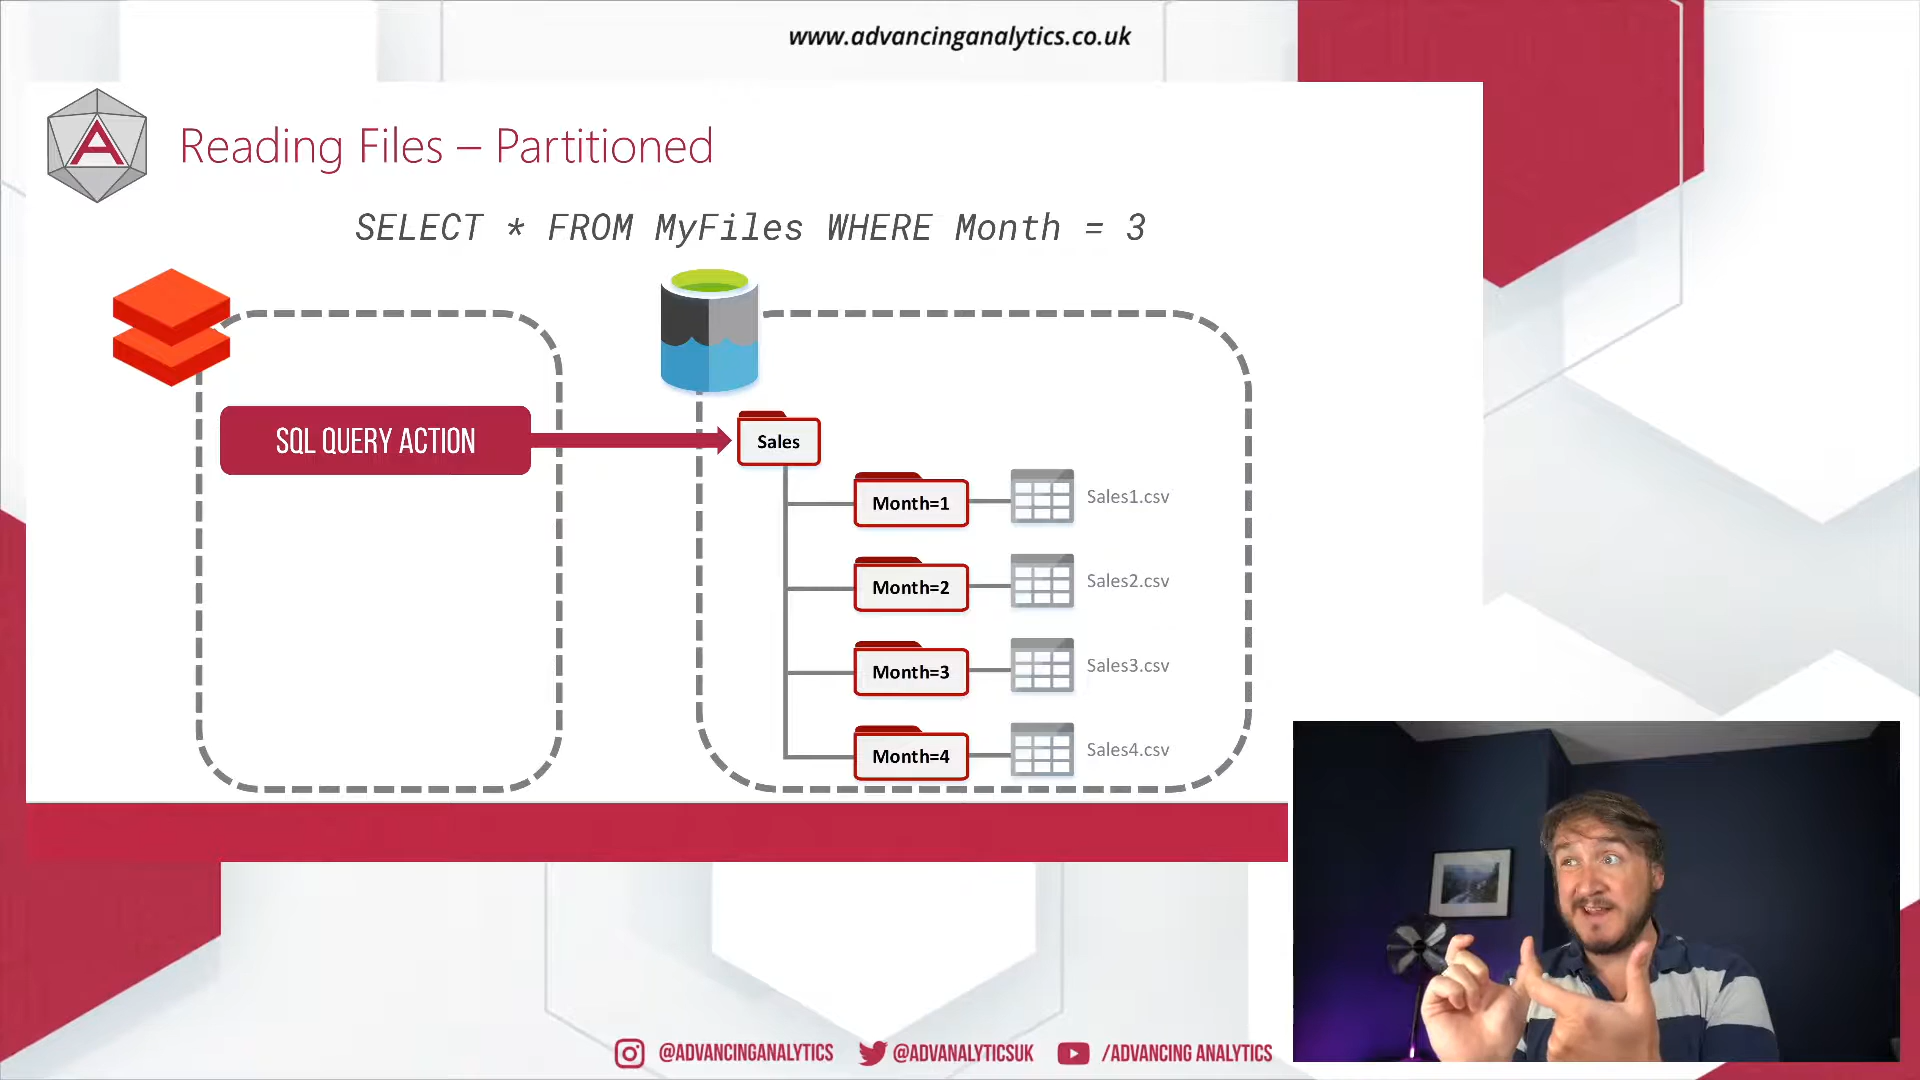 www.advancinganalytics.co.uk
A
Reading Files – Partitioned
SELECT * FROM MyFiles WHERE Month = 3
SQL QUERY ACTION
Sales
Month=1
Sales1.csv
Month=2
Sales2.csv
Month=3
Sales3.csv
Month=4
Sales4.csv
@ADVANCINGANALYTICS
@ADVANALYTICSUK
/ADVANCING ANALYTICS